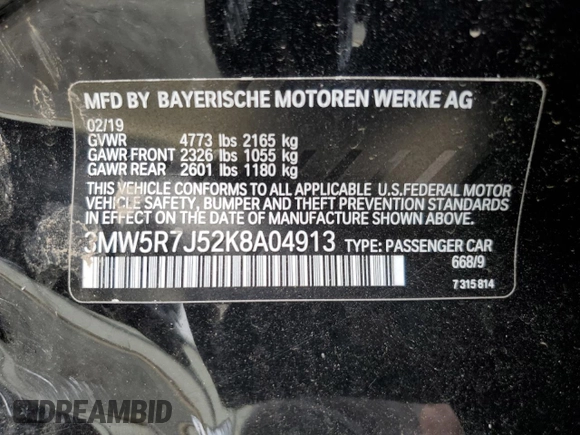 MFD BY BAYERISCHE MOTOREN WERKE AG
02/19
GVWR 4773 lbs 2165 kg
GAWR FRONT 2326 lbs 1055 kg
GAWR REAR 2601 lbs 1180 kg
THIS VEHICLE CONFORMS TO ALL APPLICABLE U.S.FEDERAL MOTOR
VEHICLE SAFETY, BUMPER, AND THEFT PREVENTION
STANDARDS IN EFFECT ON THE DATE OF MANUFACTURE SHOWN ABOVE.
3MW5R7J52K8A04913 TYPE: PASSENGER CAR
668/9
7 315 814
DREAMBID